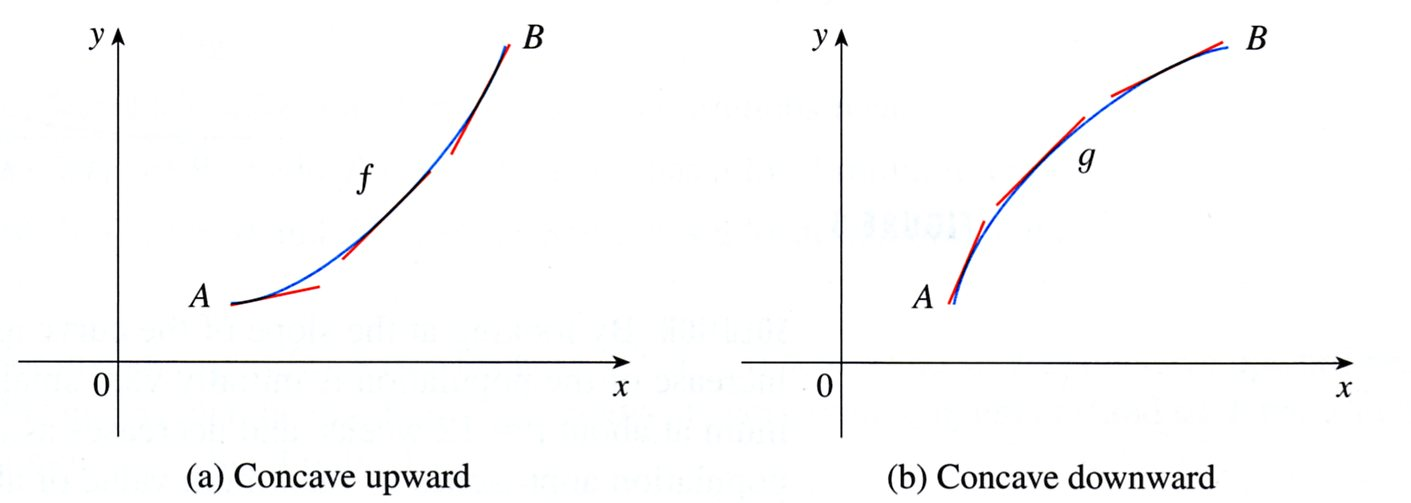 y
B
f
A
0
x
(a) Concave upward
y
B
g
A
0
x
(b) Concave downward